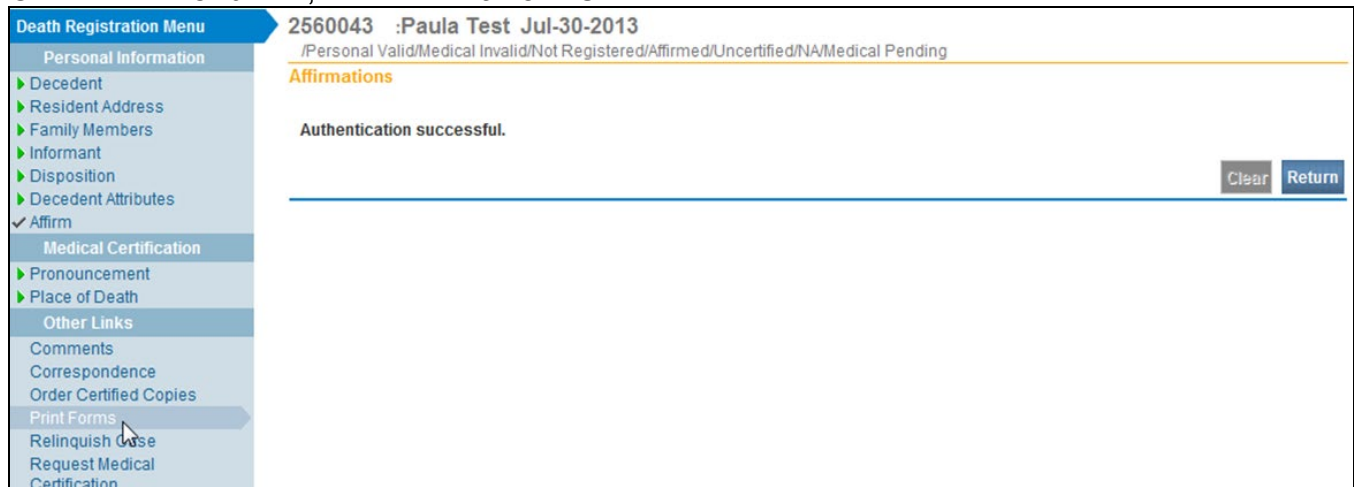 Death Registration Menu
Personal Information
Decedent
Resident Address
Family Members
Informant
Disposition
Decedent Attributes
Affirm
Medical Certification
Pronouncement
Place of Death
Other Links
Comments
Correspondence
Order Certified Copies
Print Forms
Relinquish Case
Request Medical
Certification
2560043 :Paula Test Jul-30-2013
/Personal Valid/Medical Invalid/Not Registered/Affirmed/Uncertified/NA/Medical Pending
Affirmations
Authentication successful.
Clear Return